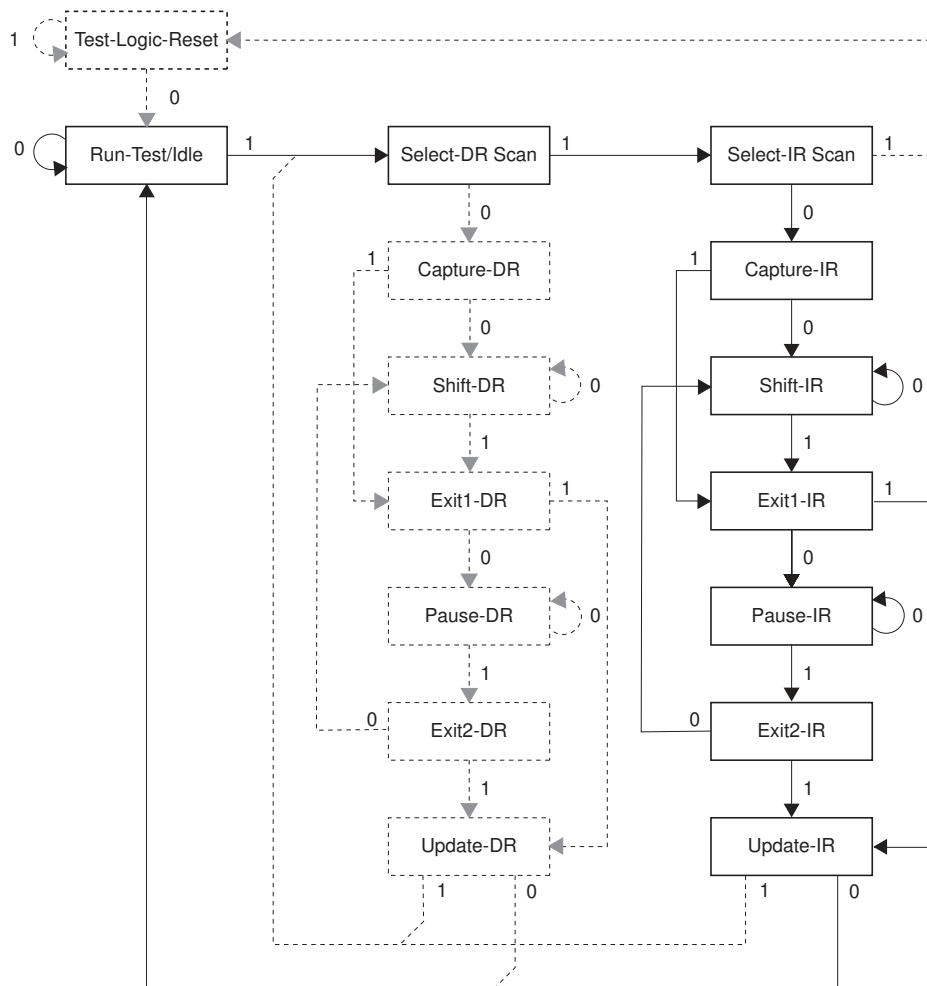 1 Test-Logic-Reset
0
0 Run-Test/Idle 1 Select-DR Scan 1 Select-IR Scan 1
0 0
1 Capture-DR 1 Capture-IR
0 0
Shift-DR 0 Shift-IR 0
1 1
Exit1-DR 1 Exit1-IR 1
0 0
Pause-DR 0 Pause-IR 0
1 1
0 Exit2-DR 0 Exit2-IR
1 1
Update-DR Update-IR
1 0 1 0